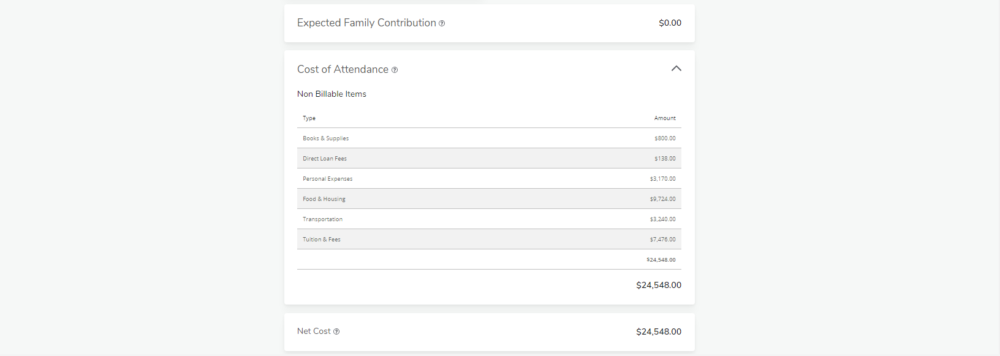 Expected Family Contribution $0.00
Cost of Attendance
Non Billable Items
Type Amount
Books & Supplies $800.00
Direct Loan Fees $138.00
Personal Expenses $3,170.00
Food & Housing $9,724.00
Transportation $3,240.00
Tuition & Fees $7,476.00
$24,548.00
$24,548.00
Net Cost $24,548.00